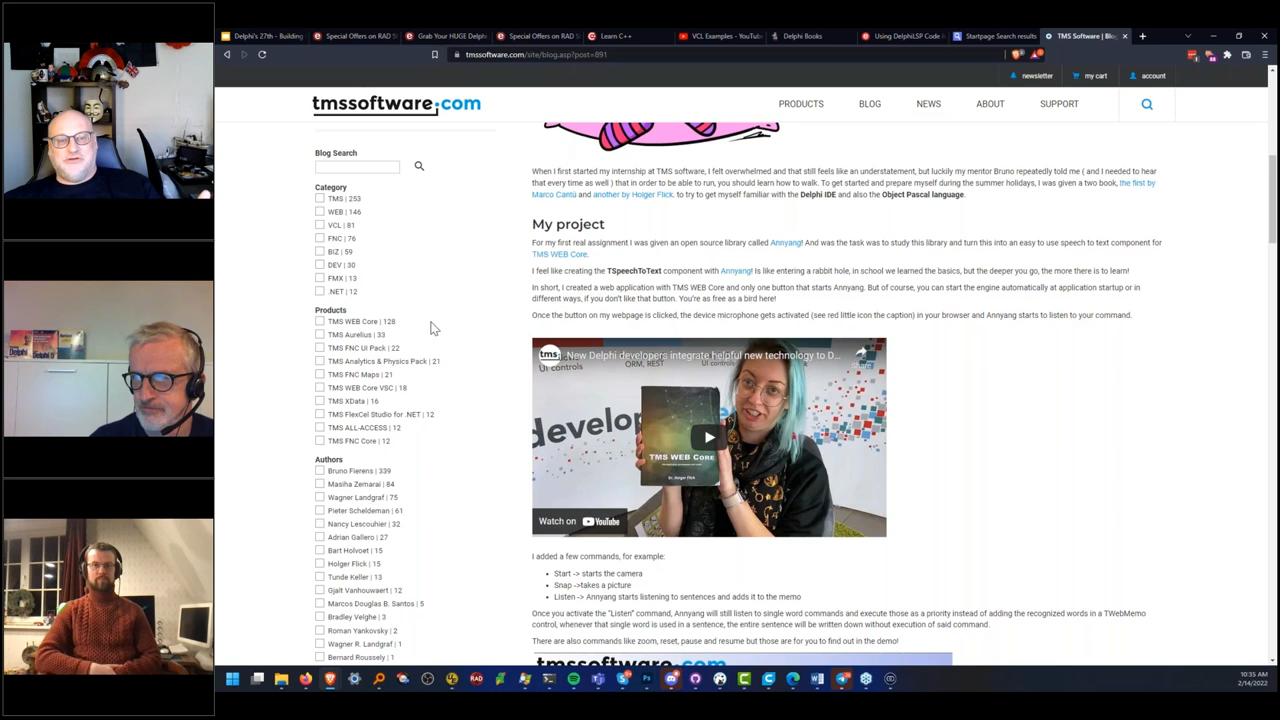 Delphi's 27th - Building
Special Offers on RAD S
Grab Your HUGE Delphi
Special Offers on RAD S
Learn C++
VCL Examples - YouTub
Delphi Books
Using DelphiLSP Code
Startpage Search results
TMS Software | Blo
tmssoftware.com/site/blog.asp?post=891
newsletter
my cart
account
tmssoftware.com
PRODUCTS
BLOG
NEWS
ABOUT
SUPPORT
Blog Search
Category
TMS | 253
WEB | 146
VCL | 81
FNC | 76
BIZ | 59
DEV | 30
FMX | 13
.NET | 12
Products
TMS WEB Core | 128
TMS Aurelius | 33
TMS FNC UI Pack | 22
TMS Analytics & Physics Pack | 21
TMS FNC Maps | 21
TMS WEB Core VSC | 18
TMS XData | 16
TMS FlexCel Studio for .NET | 12
TMS ALL-ACCESS | 12
TMS FNC Core | 12
Authors
Bruno Fierens | 339
Masiha Zemarai | 84
Wagner Landgraf | 75
Pieter Scheldeman | 61
Nancy Lescouhier | 32
Adrian Gallero | 27
Bart Holvoet | 15
Holger Flick | 15
Tunde Keller | 13
Gjalt Vanhouwaert | 12
Marcos Douglas B. Santos | 5
Bradley Velghe | 3
Roman Yankovsky | 2
Wagner R. Landgraf | 1
Bernard Roussely | 1
When I first started my internship at TMS software, I felt overwhelmed and that still feels like an understatement, but luckily my mentor Bruno repeatedly told me ( and I needed to
hear that every time as well ) that in order to be able to run, you should learn how to walk. To get started and prepare myself during the summer holidays, I was given a two book, the first by
Marco Cantù and another by Holger Flick. to try to get myself familiar with the Delphi IDE and also the Object Pascal language.
My project
For my first real assignment I was given an open source library called Annyang! And was the task was to study this library and turn this into an easy to use speech to text component for
TMS WEB Core.
I feel like creating the TSpeechToText component with Annyang! Is like entering a rabbit hole, in school we learned the basics, but the deeper you go, the more there is to learn!
In short, I created a web application with TMS WEB Core and only one button that starts Annyang. But of course, you can start the engine automatically at application startup or in
different ways, if you don't like that button. You're as free as a bird here!
Once the button on my webpage is clicked, the device microphone gets activated (see red little icon the caption) in your browser and Annyang starts to listen to your command.
tms
New Delphi developers integrate helpful new technology to D...
Share
UI controls
ORM, REST
UI controls
develop
TMS WEB Core
Dr. Holger Flick
Watch on YouTube
I added a few commands, for example:
Start -> starts the camera
Snap ->takes a picture
Listen -> Annyang starts listening to sentences and adds it to the memo
Once you activate the "Listen" command, Annyang will still listen to single word commands and execute those as a priority instead of adding the recognized words in a TWebMemo
control, whenever that single word is used in a sentence, the entire sentence will be written down without execution of said command.
There are also commands like zoom, reset, pause and resume but those are for you to find out in the demo!
tmssoftware.com
10:35 AM
2/14/2022